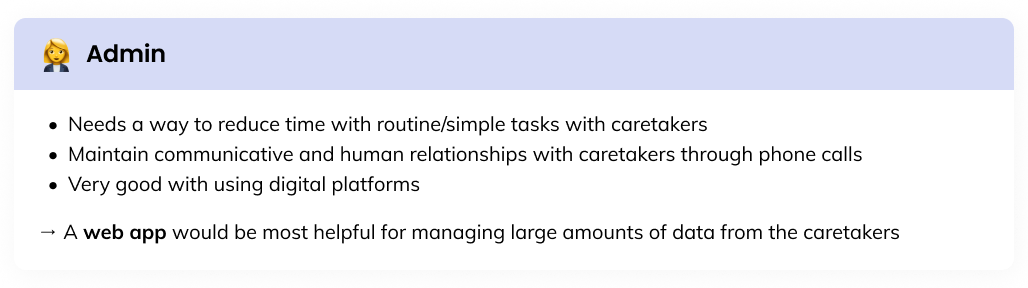 Admin
• Needs a way to reduce time with routine/simple tasks with caretakers
• Maintain communicative and human relationships with caretakers through phone calls
• Very good with using digital platforms
→ A web app would be most helpful for managing large amounts of data from the caretakers